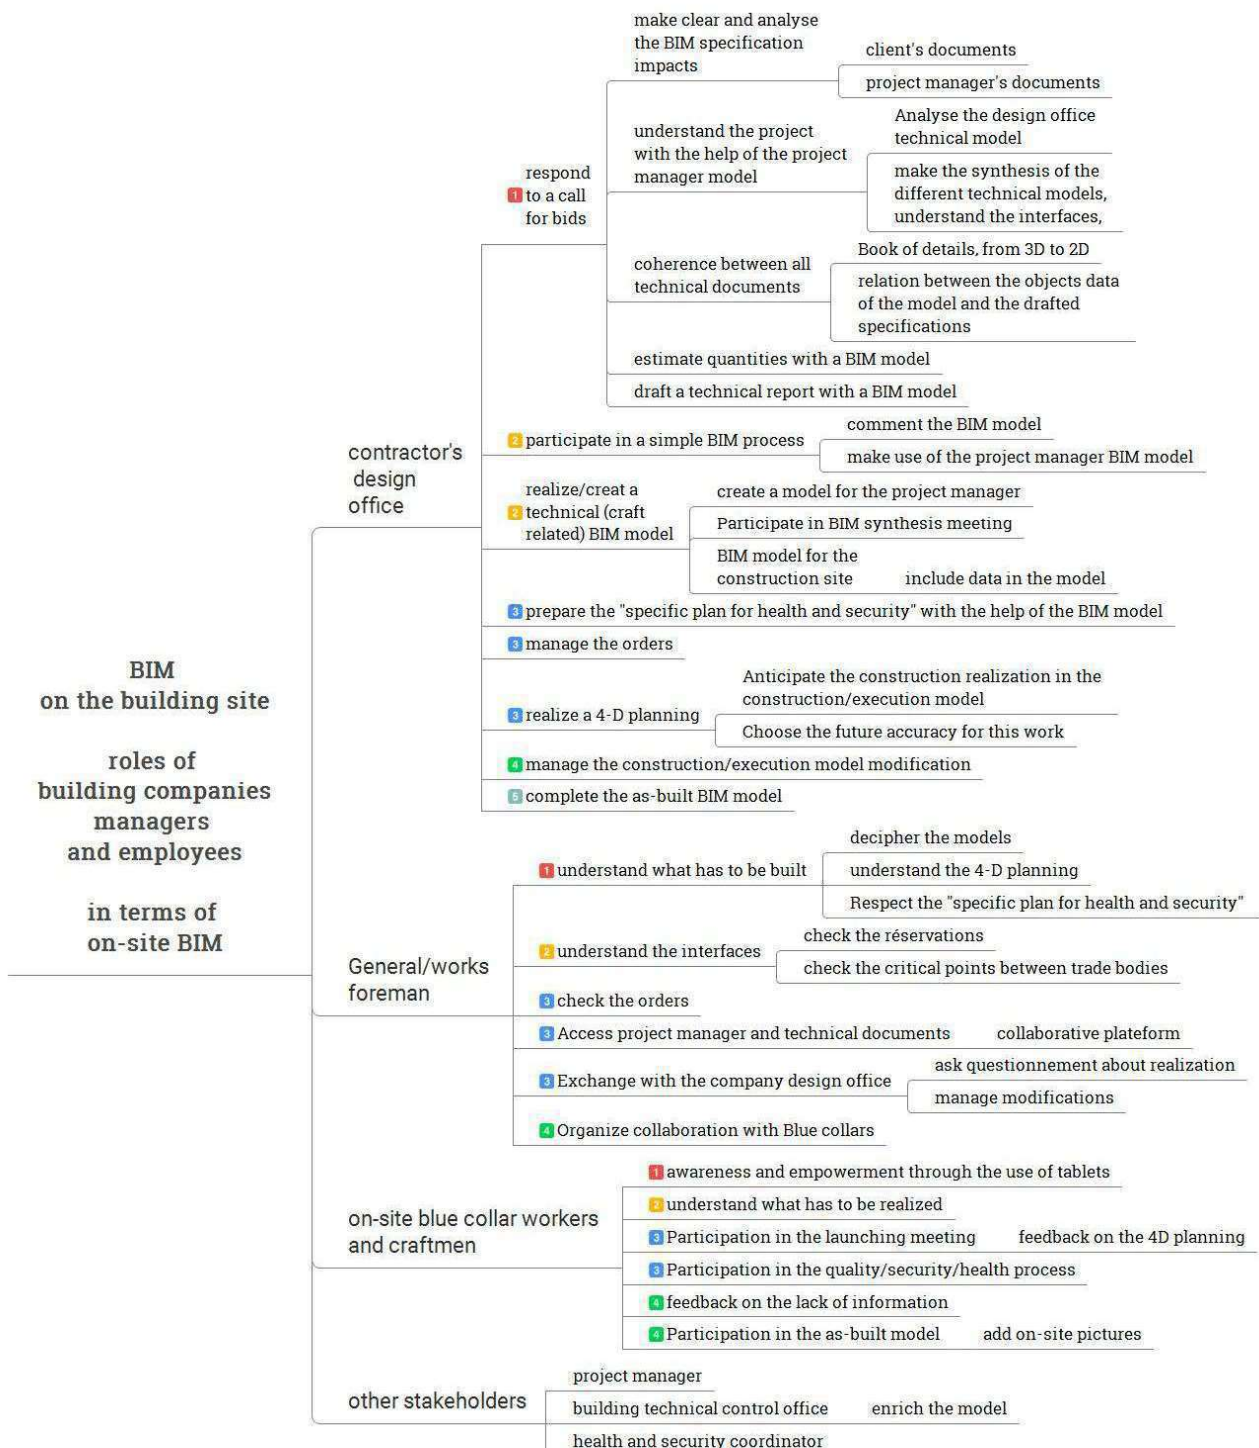 BIM
on the building site
roles of
building companies
managers
and employees
in terms of
on-site BIM
contractor's
design
office
1 respond
to a call
for bids
make clear and analyse
the BIM specification
impacts
client's documents
project manager's documents
understand the project
with the help of the project
manager model
Analyse the design office
technical model
make the synthesis of the
different technical models,
understand the interfaces,
coherence between all
technical documents
Book of details, from 3D to 2D
relation between the objects data
of the model and the drafted
specifications
estimate quantities with a BIM model
draft a technical report with a BIM model
2 participate in a simple BIM process
comment the BIM model
make use of the project manager BIM model
2 realize/creat a
technical (craft
related) BIM model
create a model for the project manager
Participate in BIM synthesis meeting
BIM model for the
construction site
include data in the model
3 prepare the "specific plan for health and security" with the help of the BIM model
3 manage the orders
3 realize a 4-D planning
Anticipate the construction realization in the
construction/execution model
Choose the future accuracy for this work
4 manage the construction/execution model modification
5 complete the as-built BIM model
General/works
foreman
1 understand what has to be built
decipher the models
understand the 4-D planning
Respect the "specific plan for health and security"
2 understand the interfaces
check the réservations
check the critical points between trade bodies
3 check the orders
3 Access project manager and technical documents
collaborative plateform
3 Exchange with the company design office
ask questionnement about realization
manage modifications
4 Organize collaboration with Blue collars
on-site blue collar workers
and craftmen
1 awareness and empowerment through the use of tablets
2 understand what has to be realized
3 Participation in the launching meeting
feedback on the 4D planning
3 Participation in the quality/security/health process
4 feedback on the lack of information
4 Participation in the as-built model
add on-site pictures
other stakeholders
project manager
building technical control office
enrich the model
health and security coordinator